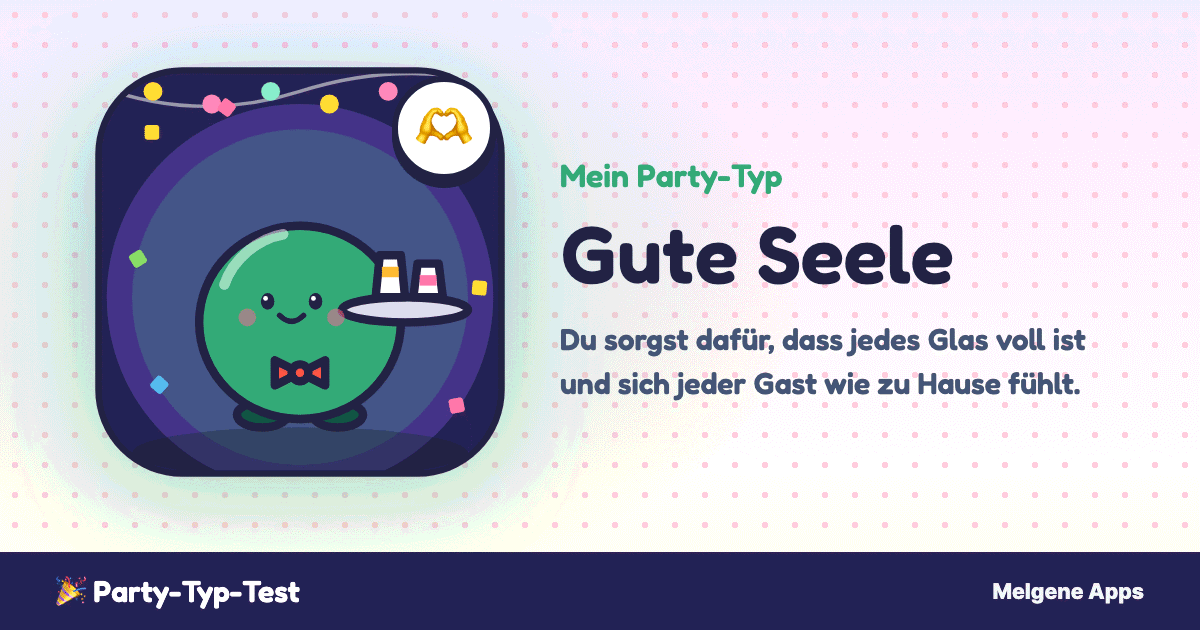 Mein Party-Typ
Gute Seele
Du sorgst dafür, dass jedes Glas voll ist
und sich jeder Gast wie zu Hause fühlt.
Party-Typ-Test
Melgene Apps